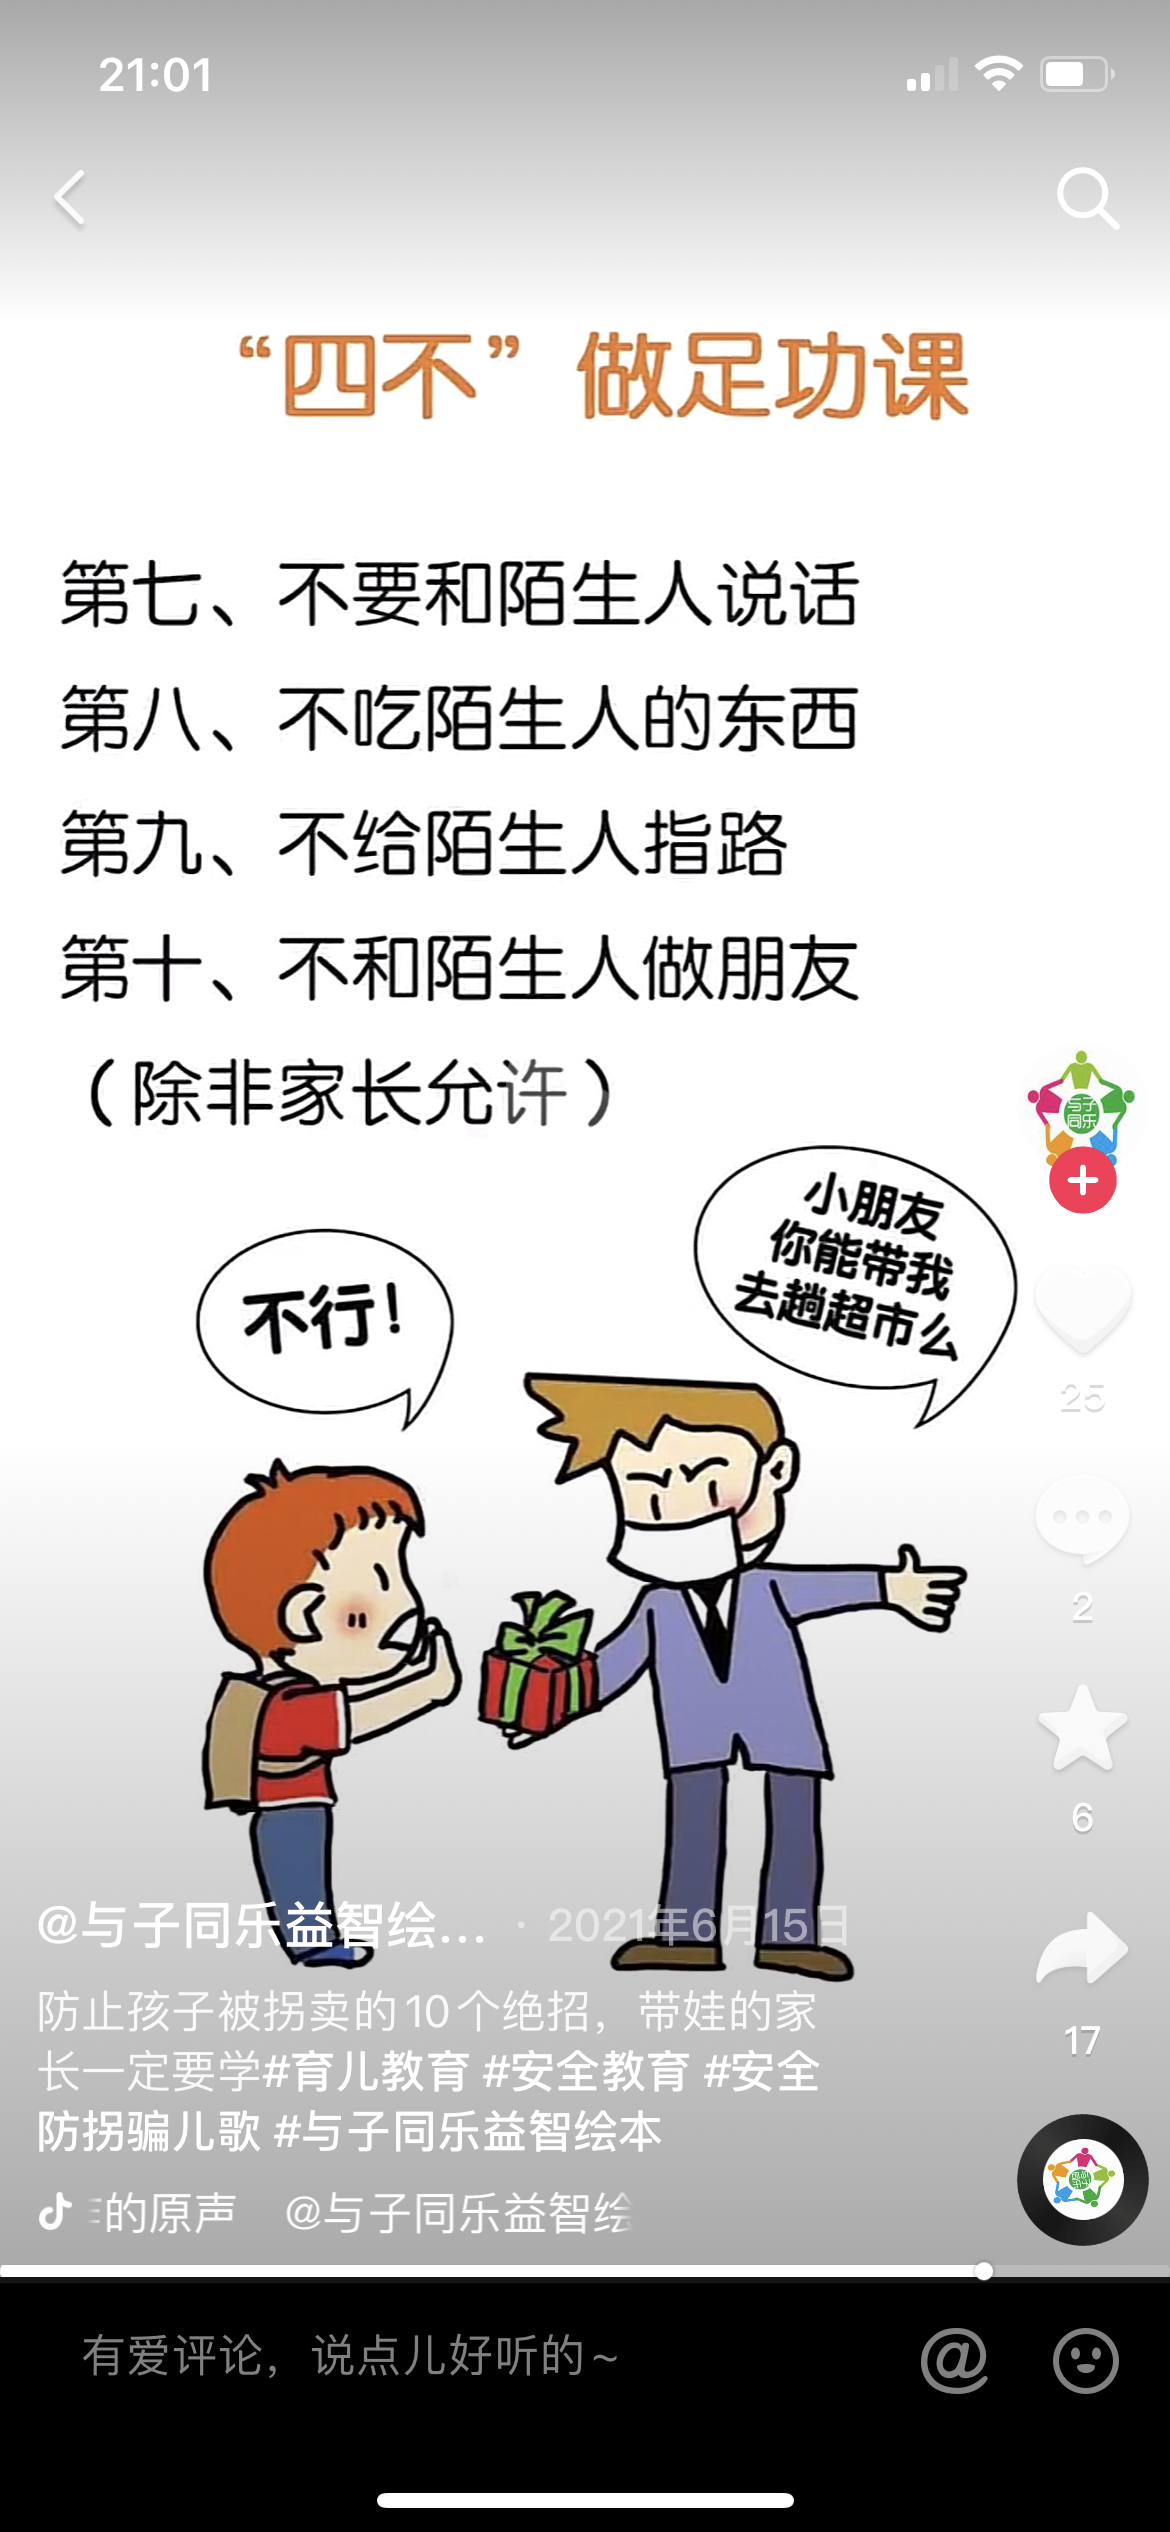 21:01
“四不”做足功课
第七、不要和陌生人说话
第八、不吃陌生人的东西
第九、不给陌生人指路
第十、不和陌生人做朋友
（除非家长允许）
小朋友
你能带我
去趟超市么
不行！
与子
同乐
25
2
6
17
@与子同乐益智绘... · 2021年6月15日
防止孩子被拐卖的10个绝招，带娃的家
长一定要学#育儿教育 #安全教育 #安全
防拐骗儿歌 #与子同乐益智绘本
的原声 @与子同乐益智绘
有爱评论，说点儿好听的~